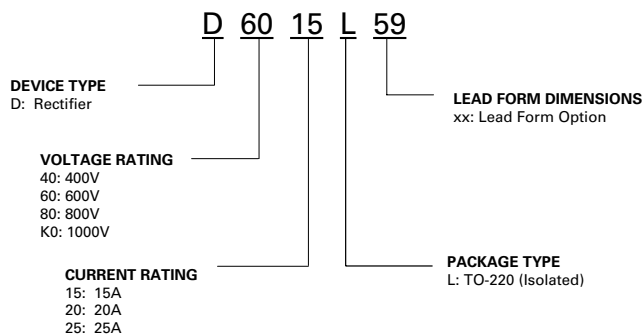 D 60 15 L 59
DEVICE TYPE
D: Rectifier
LEAD FORM DIMENSIONS
xx: Lead Form Option
VOLTAGE RATING
40: 400V
60: 600V
80: 800V
K0: 1000V
CURRENT RATING
15: 15A
20: 20A
25: 25A
PACKAGE TYPE
L: TO-220 (Isolated)